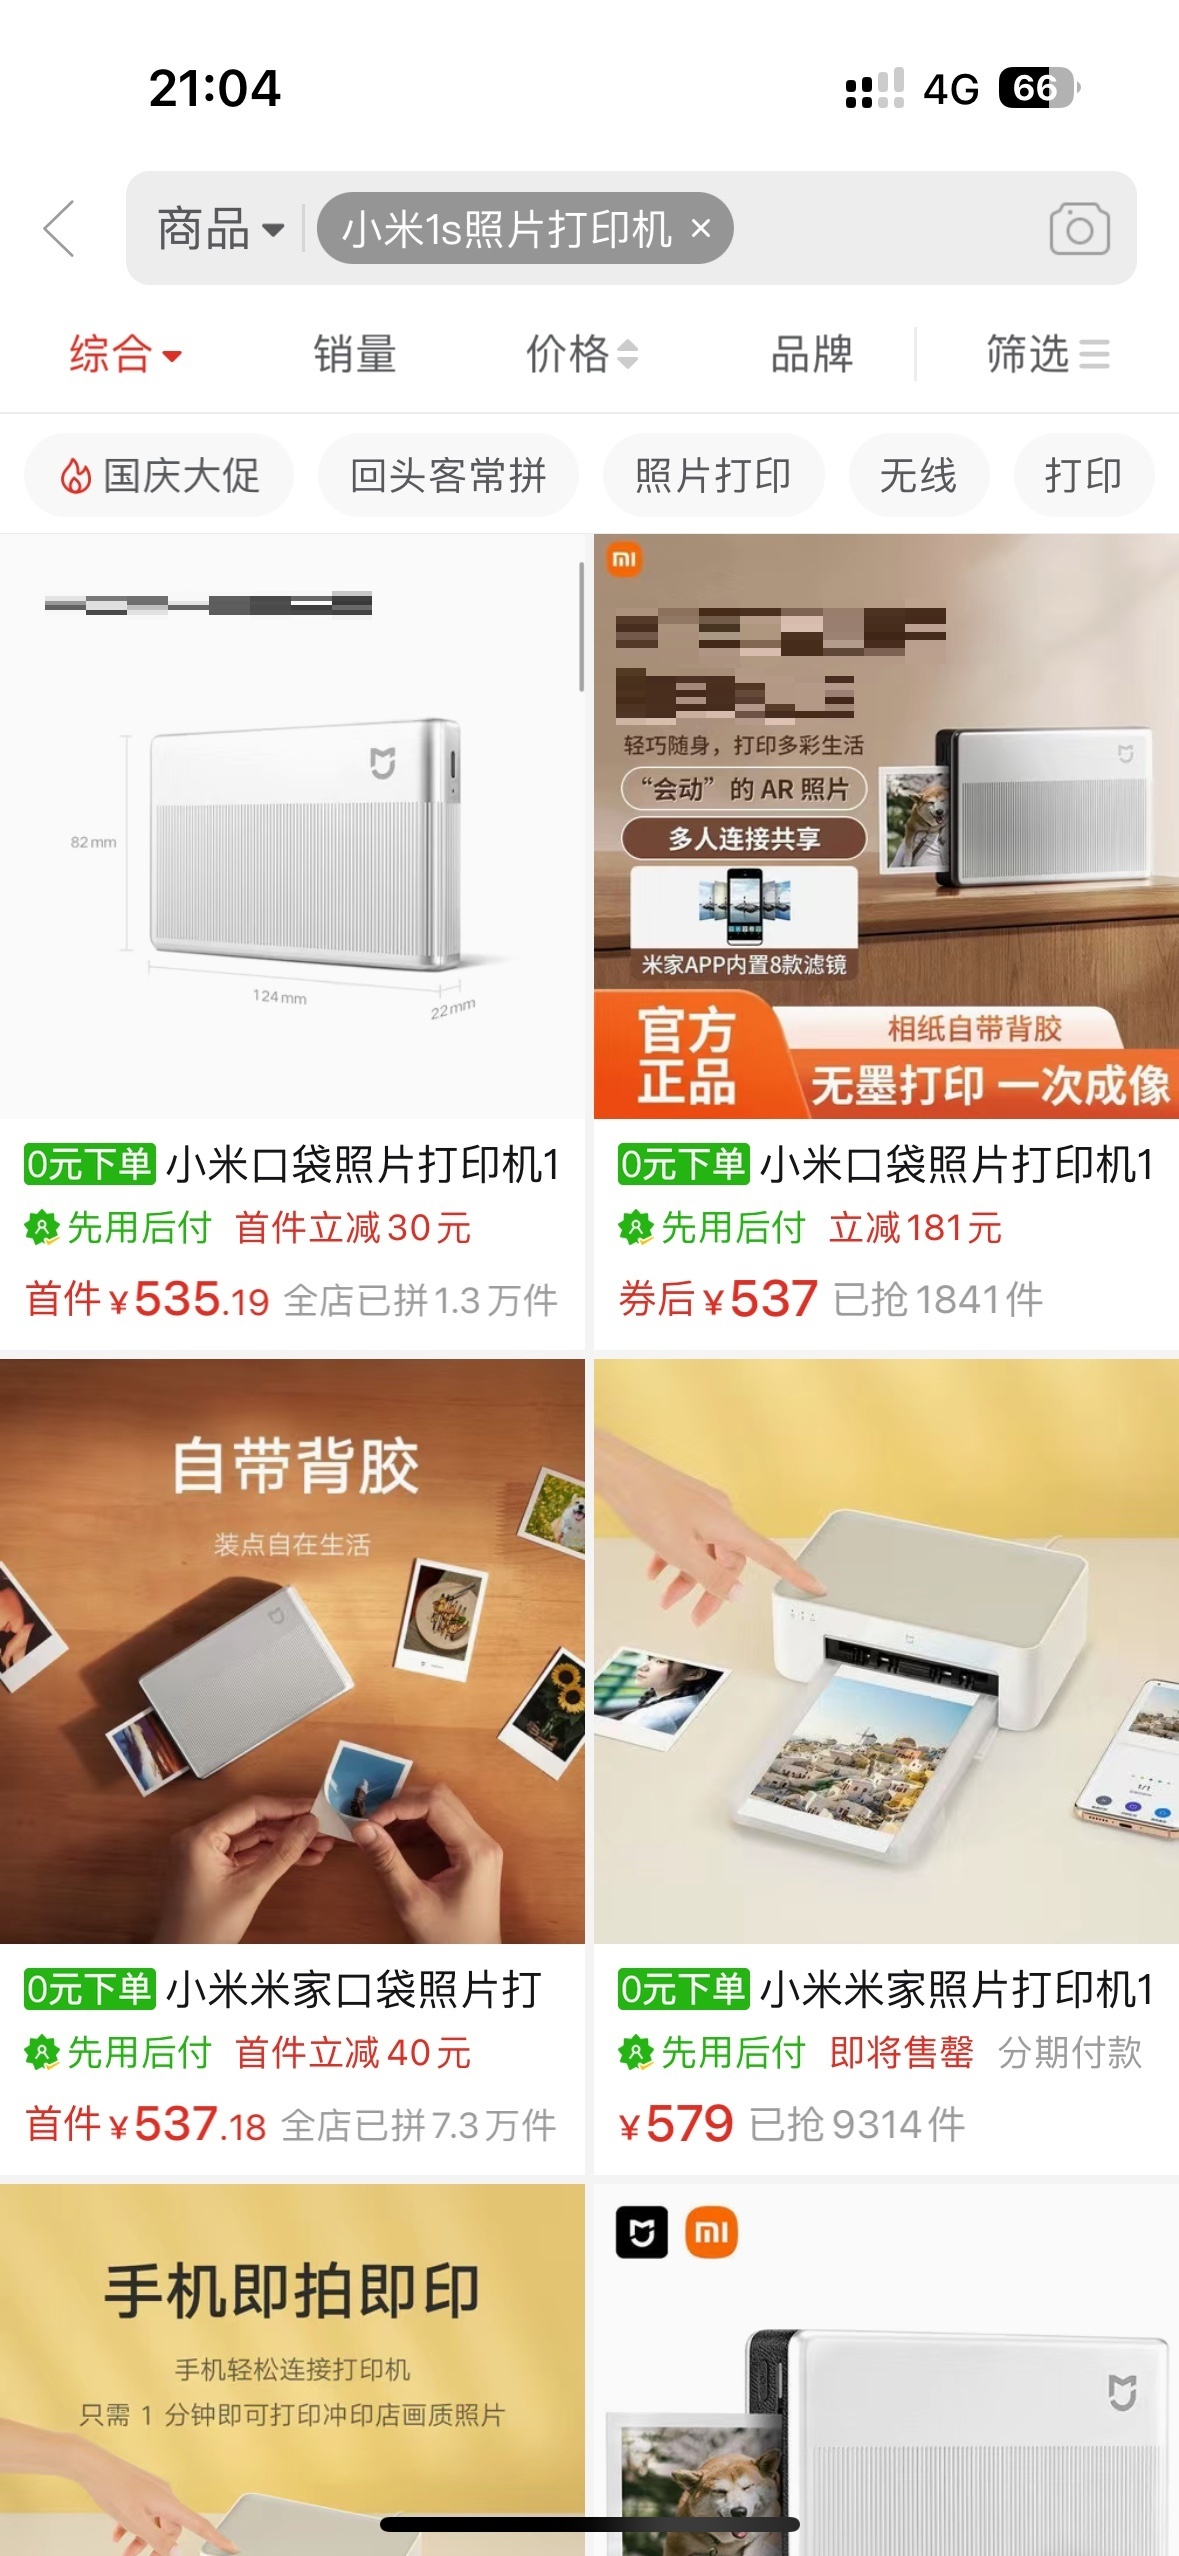 21:04
4G 66
商品 小米1s照片打印机 ×
综合 销量 价格 品牌 筛选
国庆大促 回头客常拼 照片打印 无线 打印
82mm
124mm
22mm
0元下单 小米口袋照片打印机1
先用后付 首件立减30元
首件¥535.19 全店已拼1.3万件
轻巧随身，打印多彩生活
“会动”的 AR 照片
多人连接共享
米家APP内置8款滤镜
官方
正品
相纸自带背胶
无墨打印 一次成像
0元下单 小米口袋照片打印机1
先用后付 立减181元
券后¥537 已抢1841件
自带背胶
装点自在生活
0元下单 小米米家口袋照片打
先用后付 首件立减40元
首件¥537.18 全店已拼7.3万件
1/1
0元下单 小米米家照片打印机1
先用后付 即将售罄 分期付款
¥579 已抢9314件
手机即拍即印
手机轻松连接打印机
只需 1 分钟即可打印冲印店画质照片